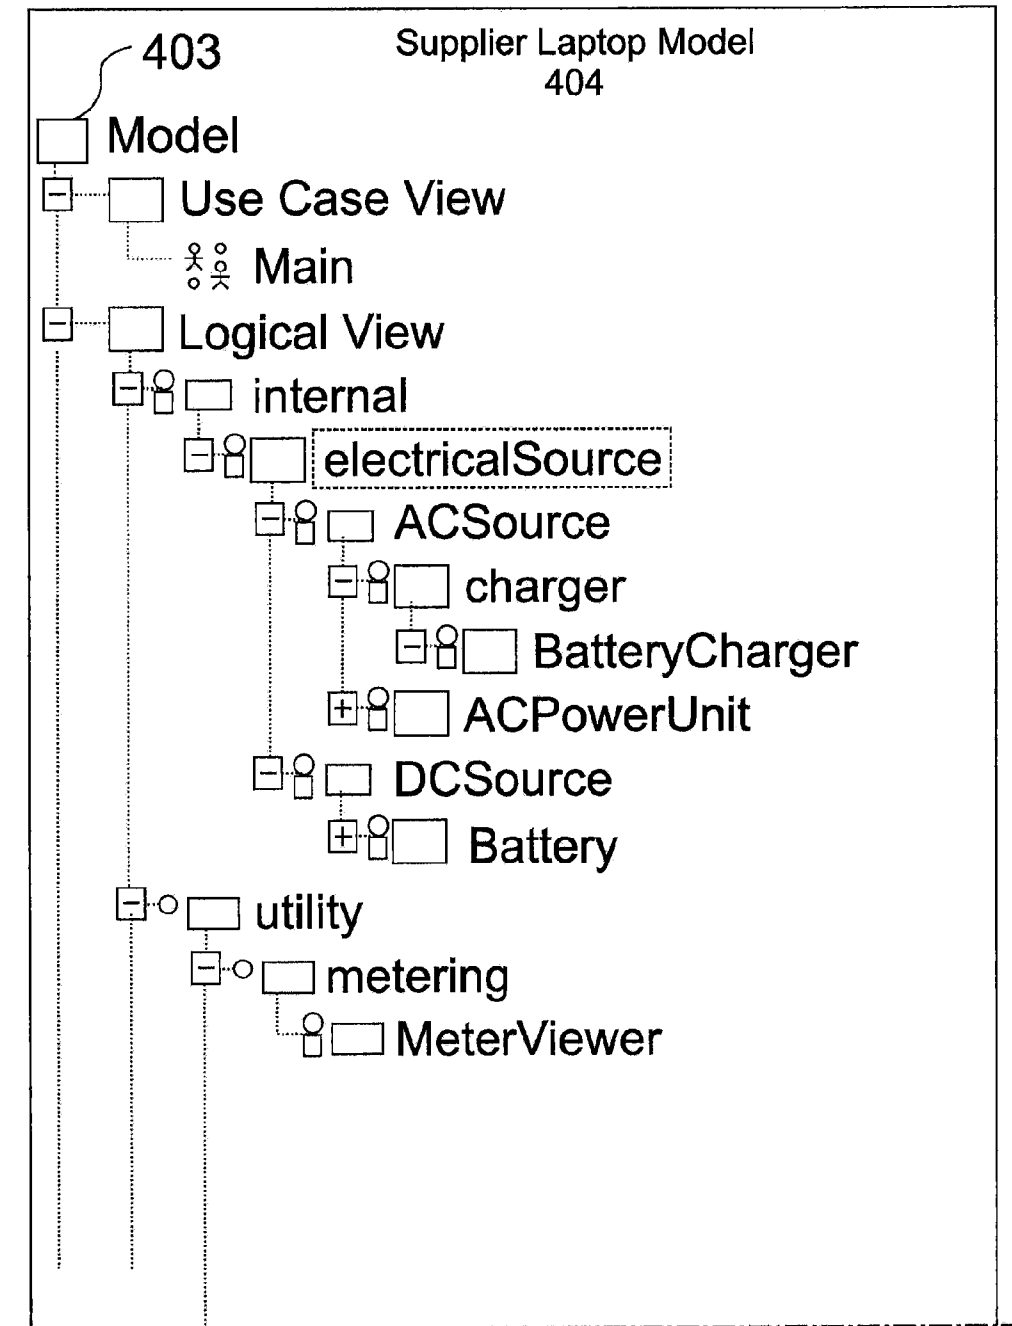 403
Supplier Laptop Model
404
Model
Use Case View
Main
Logical View
internal
electricalSource
ACSource
charger
BatteryCharger
ACPowerUnit
DCSource
Battery
utility
metering
MeterViewer